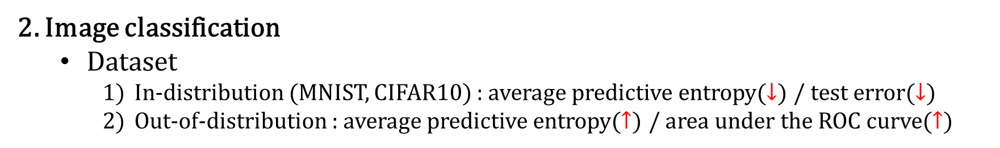 2. Image classification
• Dataset
1) In-distribution (MNIST, CIFAR10) : average predictive entropy(↓) / test error(↓)
2) Out-of-distribution : average predictive entropy(↑) / area under the ROC curve(↑)